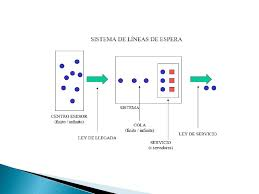 SISTEMA DE LÍNEAS DE ESPERA
SISTEMA
CENTRO EMISOR
(finito / infinito)
COLA
(finita / infinita)
LEY DE LLEGADA
SERVICIO
(s servidores)
LEY DE SERVICIO